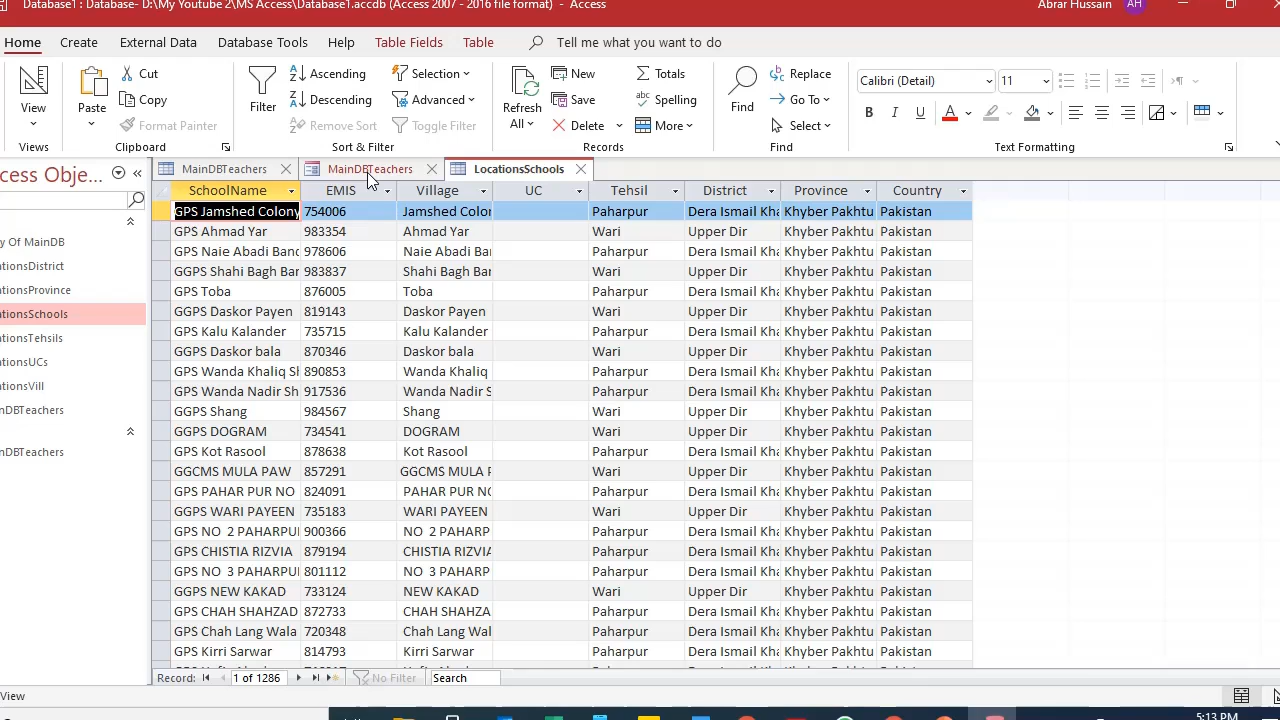 Database1 : Database- D:\My Youtube 2\MS Access\Database1.accdb (Access 2007 - 2016 file format) - Access
Abrar Hussain AH
Home Create External Data Database Tools Help Table Fields Table Tell me what you want to do
View
Views
Paste Cut
Copy
Format Painter
Clipboard
Filter Ascending
Descending
Remove Sort
Selection
Advanced
Toggle Filter
Sort & Filter
Refresh
All
New
Save
Delete
Totals
Spelling
More
Records
Find Replace
Go To
Select
Find
Calibri (Detail) 11
B I U A
Text Formatting
cess Obje...
y Of MainDB
ationsDistrict
ationsProvince
ationsSchools
ationsTehsils
ationsUCs
ationsVill
nDBTeachers
nDBTeachers
MainDBTeachers MainDBTeachers LocationsSchools
SchoolName EMIS Village UC Tehsil District Province Country
GPS Jamshed Colony 754006 Jamshed Color Paharpur Dera Ismail Kha Khyber Pakhtu Pakistan
GPS Ahmad Yar 983354 Ahmad Yar Wari Upper Dir Khyber Pakhtu Pakistan
GPS Naie Abadi Band 978606 Naie Abadi Ba Paharpur Dera Ismail Kha Khyber Pakhtu Pakistan
GGPS Shahi Bagh Bar 983837 Shahi Bagh Bar Wari Upper Dir Khyber Pakhtu Pakistan
GPS Toba 876005 Toba Paharpur Dera Ismail Kha Khyber Pakhtu Pakistan
GGPS Daskor Payen 819143 Daskor Payen Wari Upper Dir Khyber Pakhtu Pakistan
GPS Kalu Kalander 735715 Kalu Kalander Paharpur Dera Ismail Kha Khyber Pakhtu Pakistan
GGPS Daskor bala 870346 Daskor bala Wari Upper Dir Khyber Pakhtu Pakistan
GPS Wanda Khaliq Sh 890853 Wanda Khaliq Paharpur Dera Ismail Kha Khyber Pakhtu Pakistan
GPS Wanda Nadir Sh 917536 Wanda Nadir S Paharpur Dera Ismail Kha Khyber Pakhtu Pakistan
GGPS Shang 984567 Shang Wari Upper Dir Khyber Pakhtu Pakistan
GGPS DOGRAM 734541 DOGRAM Wari Upper Dir Khyber Pakhtu Pakistan
GPS Kot Rasool 878638 Kot Rasool Paharpur Dera Ismail Kha Khyber Pakhtu Pakistan
GGCMS MULA PAW 857291 GGCMS MULA P Wari Upper Dir Khyber Pakhtu Pakistan
GPS PAHAR PUR NO 824091 PAHAR PUR NO Paharpur Dera Ismail Kha Khyber Pakhtu Pakistan
GGPS WARI PAYEEN 735183 WARI PAYEEN Wari Upper Dir Khyber Pakhtu Pakistan
GPS NO 2 PAHARPUI 900366 NO 2 PAHARP Paharpur Dera Ismail Kha Khyber Pakhtu Pakistan
GPS CHISTIA RIZVIA 879194 CHISTIA RIZVIA Paharpur Dera Ismail Kha Khyber Pakhtu Pakistan
GPS NO 3 PAHARPUI 801112 NO 3 PAHARP Paharpur Dera Ismail Kha Khyber Pakhtu Pakistan
GGPS NEW KAKAD 733124 NEW KAKAD Wari Upper Dir Khyber Pakhtu Pakistan
GPS CHAH SHAHZAD 872733 CHAH SHAHZA Paharpur Dera Ismail Kha Khyber Pakhtu Pakistan
GPS Chah Lang Wala 720348 Chah Lang Wal Paharpur Dera Ismail Kha Khyber Pakhtu Pakistan
GPS Kirri Sarwar 814793 Kirri Sarwar Paharpur Dera Ismail Kha Khyber Pakhtu Pakistan
Record: 1 of 1286 No Filter Search
View
5:13 PM